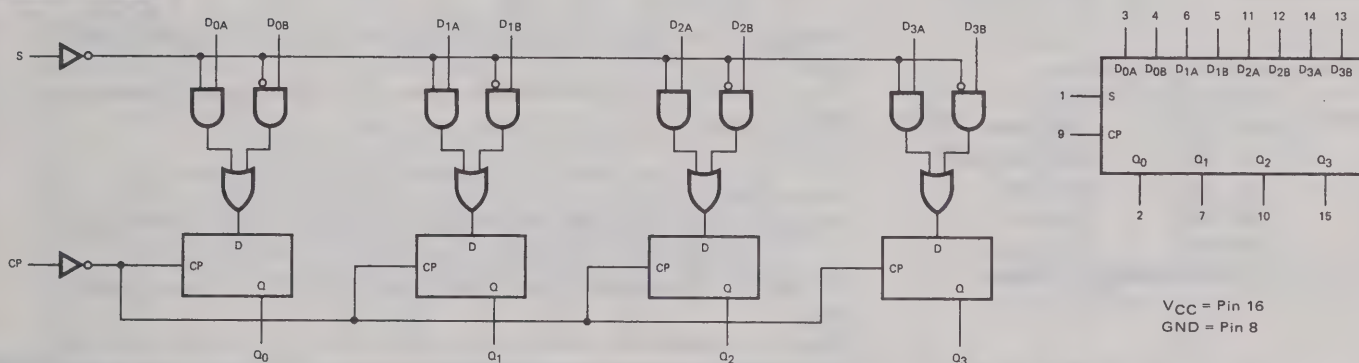 D0A D0B D1A D1B D2A D2B D3A D3B
S
D D D D
CP CP CP CP CP
Q Q Q Q
Q0 Q1 Q2 Q3
3 4 6 5 11 12 14 13
D0A D0B D1A D1B D2A D2B D3A D3B
1 S
9 CP
Q0 Q1 Q2 Q3
2 7 10 15
VCC = Pin 16
GND = Pin 8